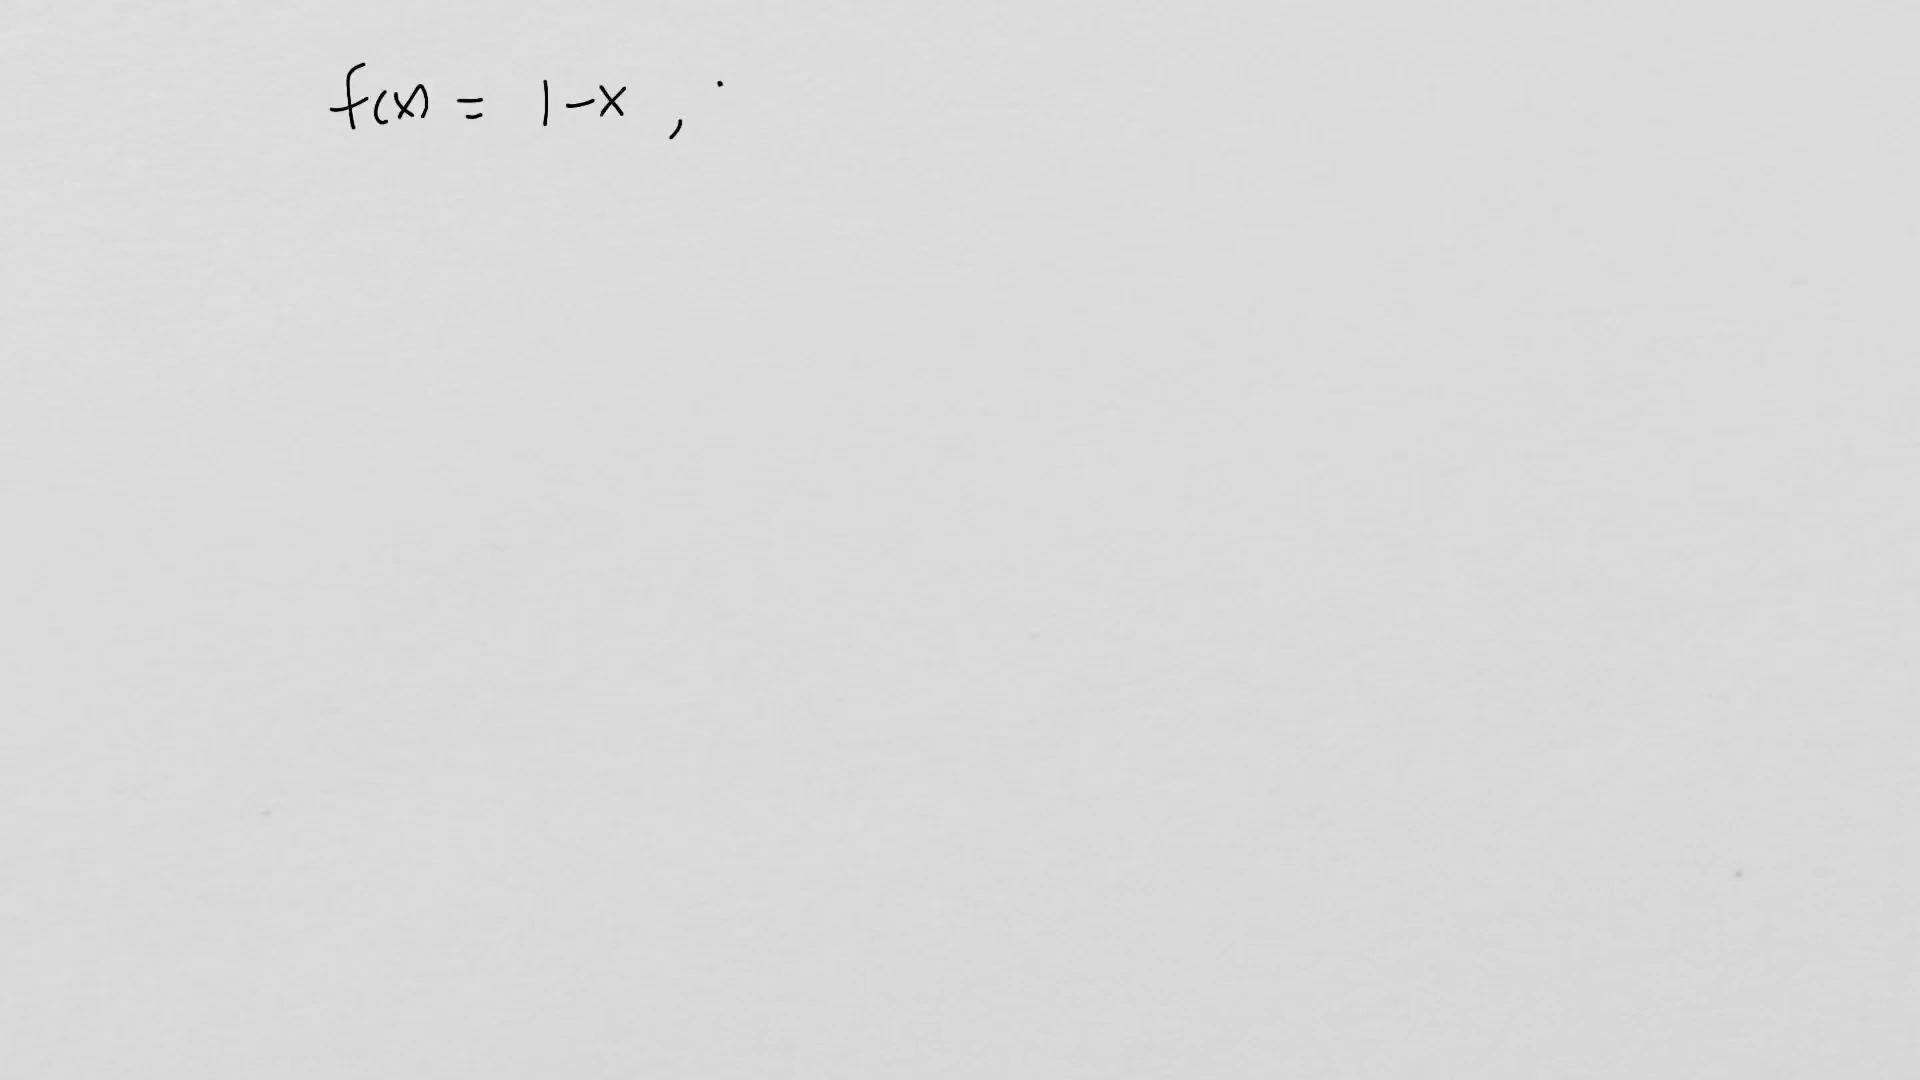 f(x) = 1-x ,